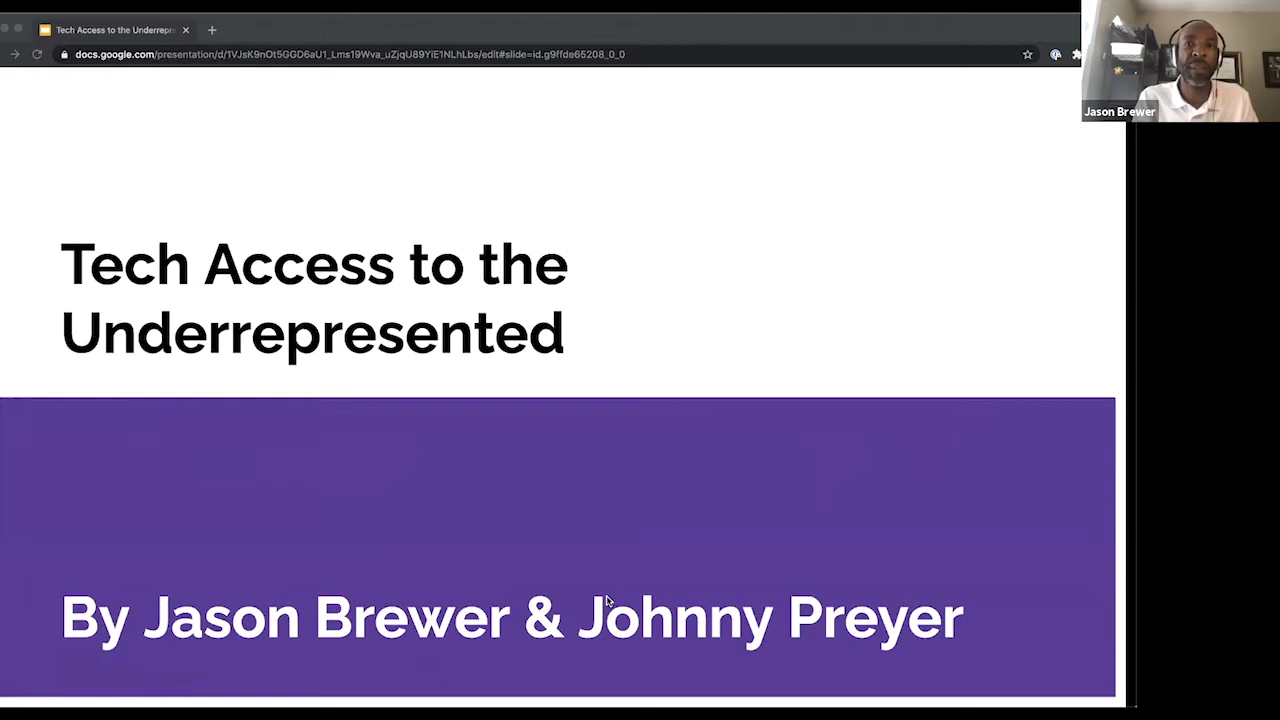 Tech Access to the Underrepre
docs.google.com/presentation/d/1VJsK9nOt5GGD6aU1_Lms19Wva_uZjqU89YiE1NLhLbs/edit#slide=id.g9ffde65208_0_0
Jason Brewer
Tech Access to the
Underrepresented
By Jason Brewer & Johnny Preyer